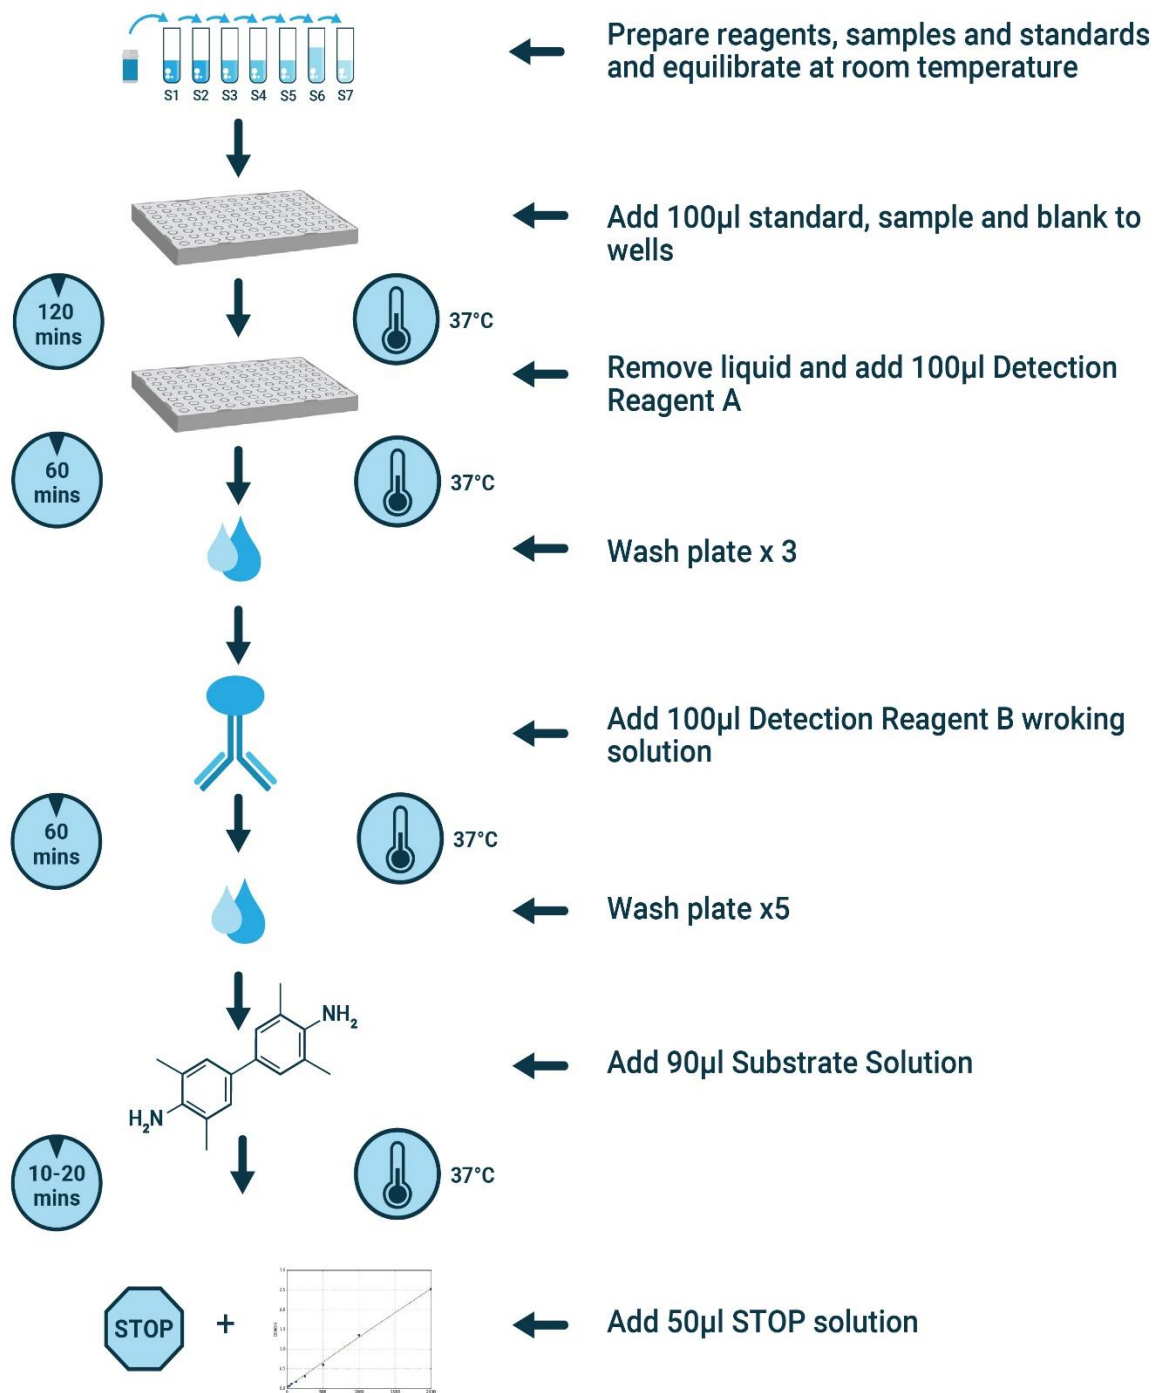 S1 S2 S3 S4 S5 S6 S7
Prepare reagents, samples and standards
and equilibrate at room temperature
Add 100µl standard, sample and blank to
wells
120
mins
37°C
Remove liquid and add 100µl Detection
Reagent A
60
mins
37°C
Wash plate x 3
Add 100µl Detection Reagent B wroking
solution
60
mins
37°C
Wash plate x5
NH2
H2N
Add 90µl Substrate Solution
10-20
mins
37°C
STOP
+
Add 50µl STOP solution